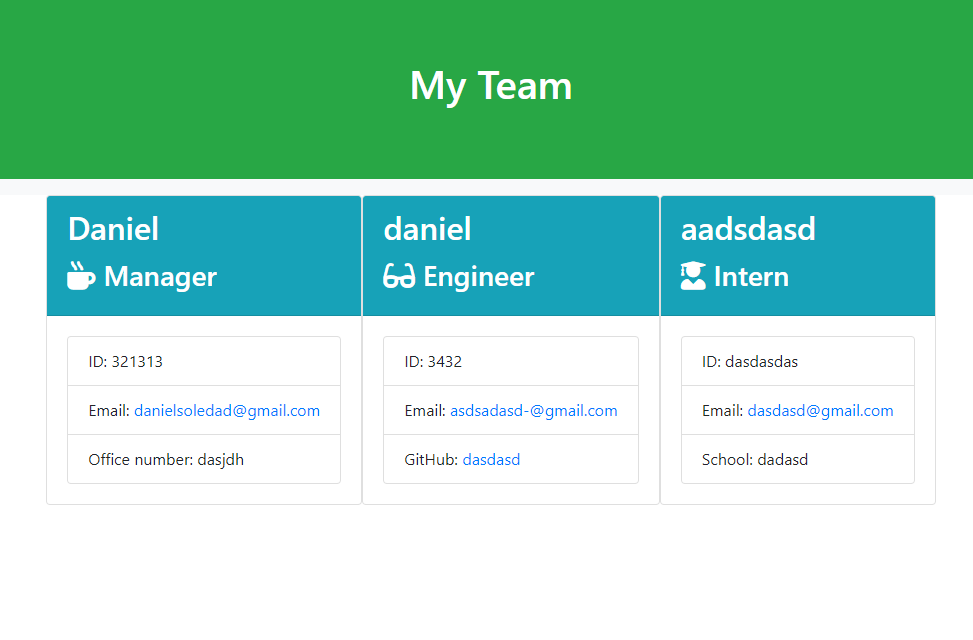 My Team
Daniel
Manager
ID: 321313
Email: danielsoledad@gmail.com
Office number: dasjdh
daniel
Engineer
ID: 3432
Email: asdsadasd-@gmail.com
GitHub: dasdasd
aadsdasd
Intern
ID: dasdasdas
Email: dasdasd@gmail.com
School: dadasd